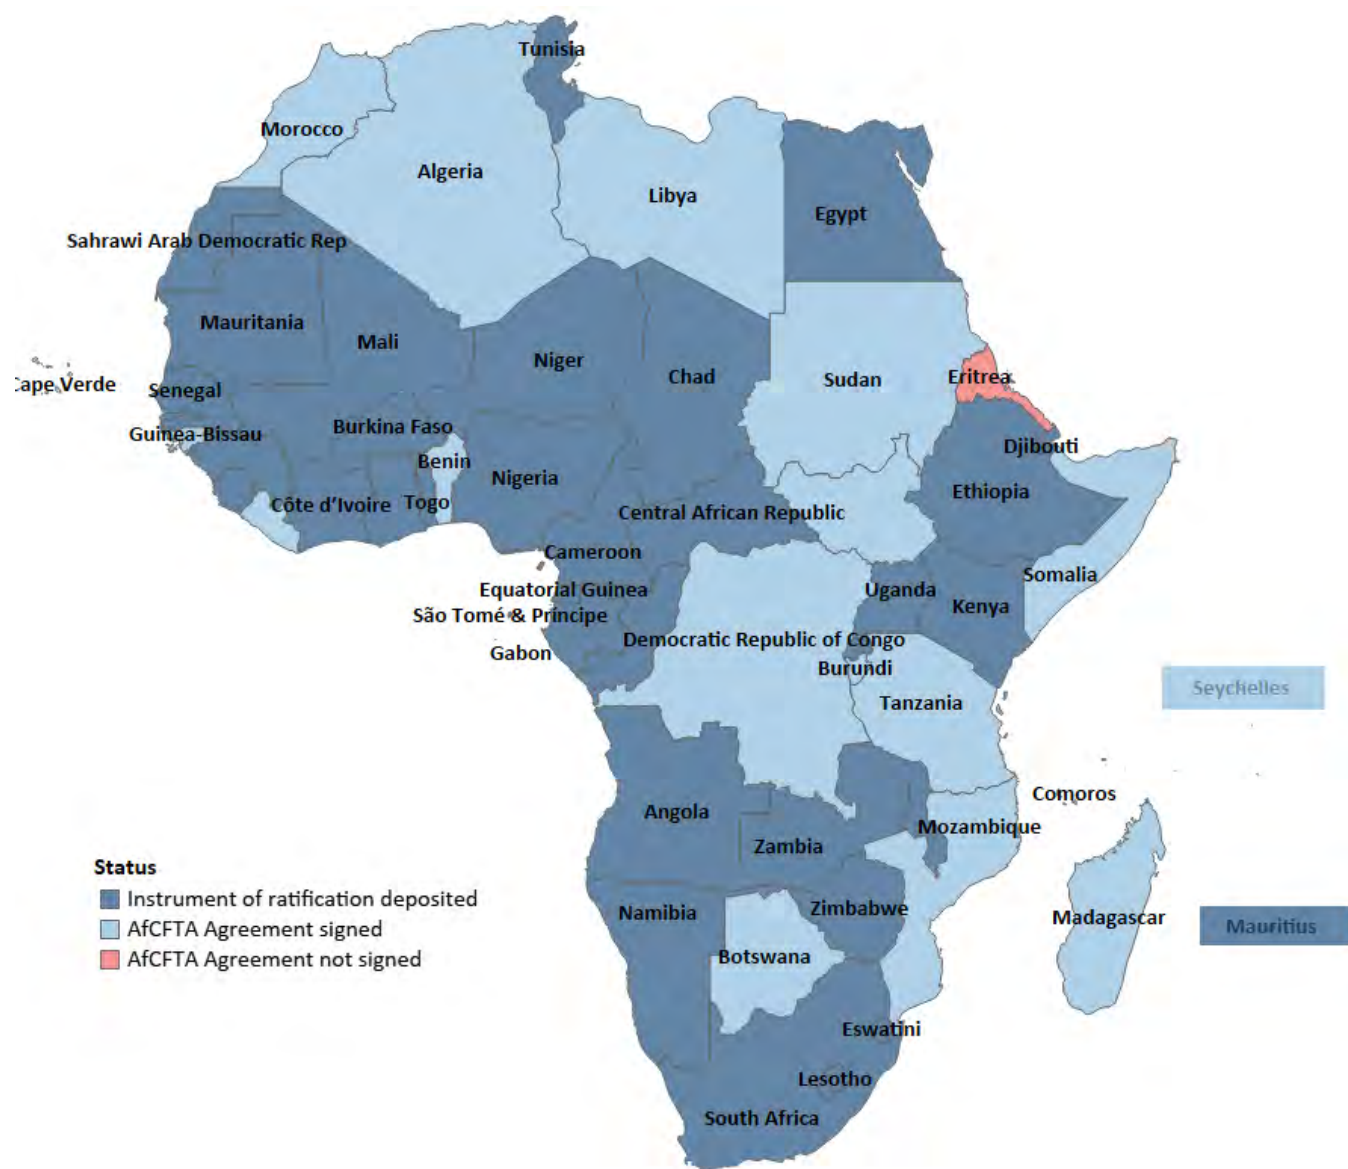 Tunisia
Morocco
Algeria
Libya
Egypt
Sahrawi Arab Democratic Rep
Mauritania
Mali
Niger
Chad
Sudan
Eritrea
Cape Verde
Senegal
Burkina Faso
Guinea-Bissau
Djibouti
Benin
Nigeria
Ethiopia
Côte d'Ivoire
Togo
Central African Republic
Cameroon
Somalia
Equatorial Guinea
Uganda
Kenya
São Tomé & Príncipe
Democratic Republic of Congo
Gabon
Burundi
Seychelles
Tanzania
Comoros
Angola
Mozambique
Zambia
Status
Instrument of ratification deposited
Namibia
Zimbabwe
Madagascar
Mauritius
AfCFTA Agreement signed
AfCFTA Agreement not signed
Botswana
Eswatini
Lesotho
South Africa